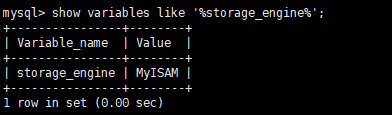 mysql> show variables like '%storage_engine%';
+----------------+--------+
| Variable_name  | Value  |
+----------------+--------+
| storage_engine | MyISAM |
+----------------+--------+
1 row in set (0.00 sec)